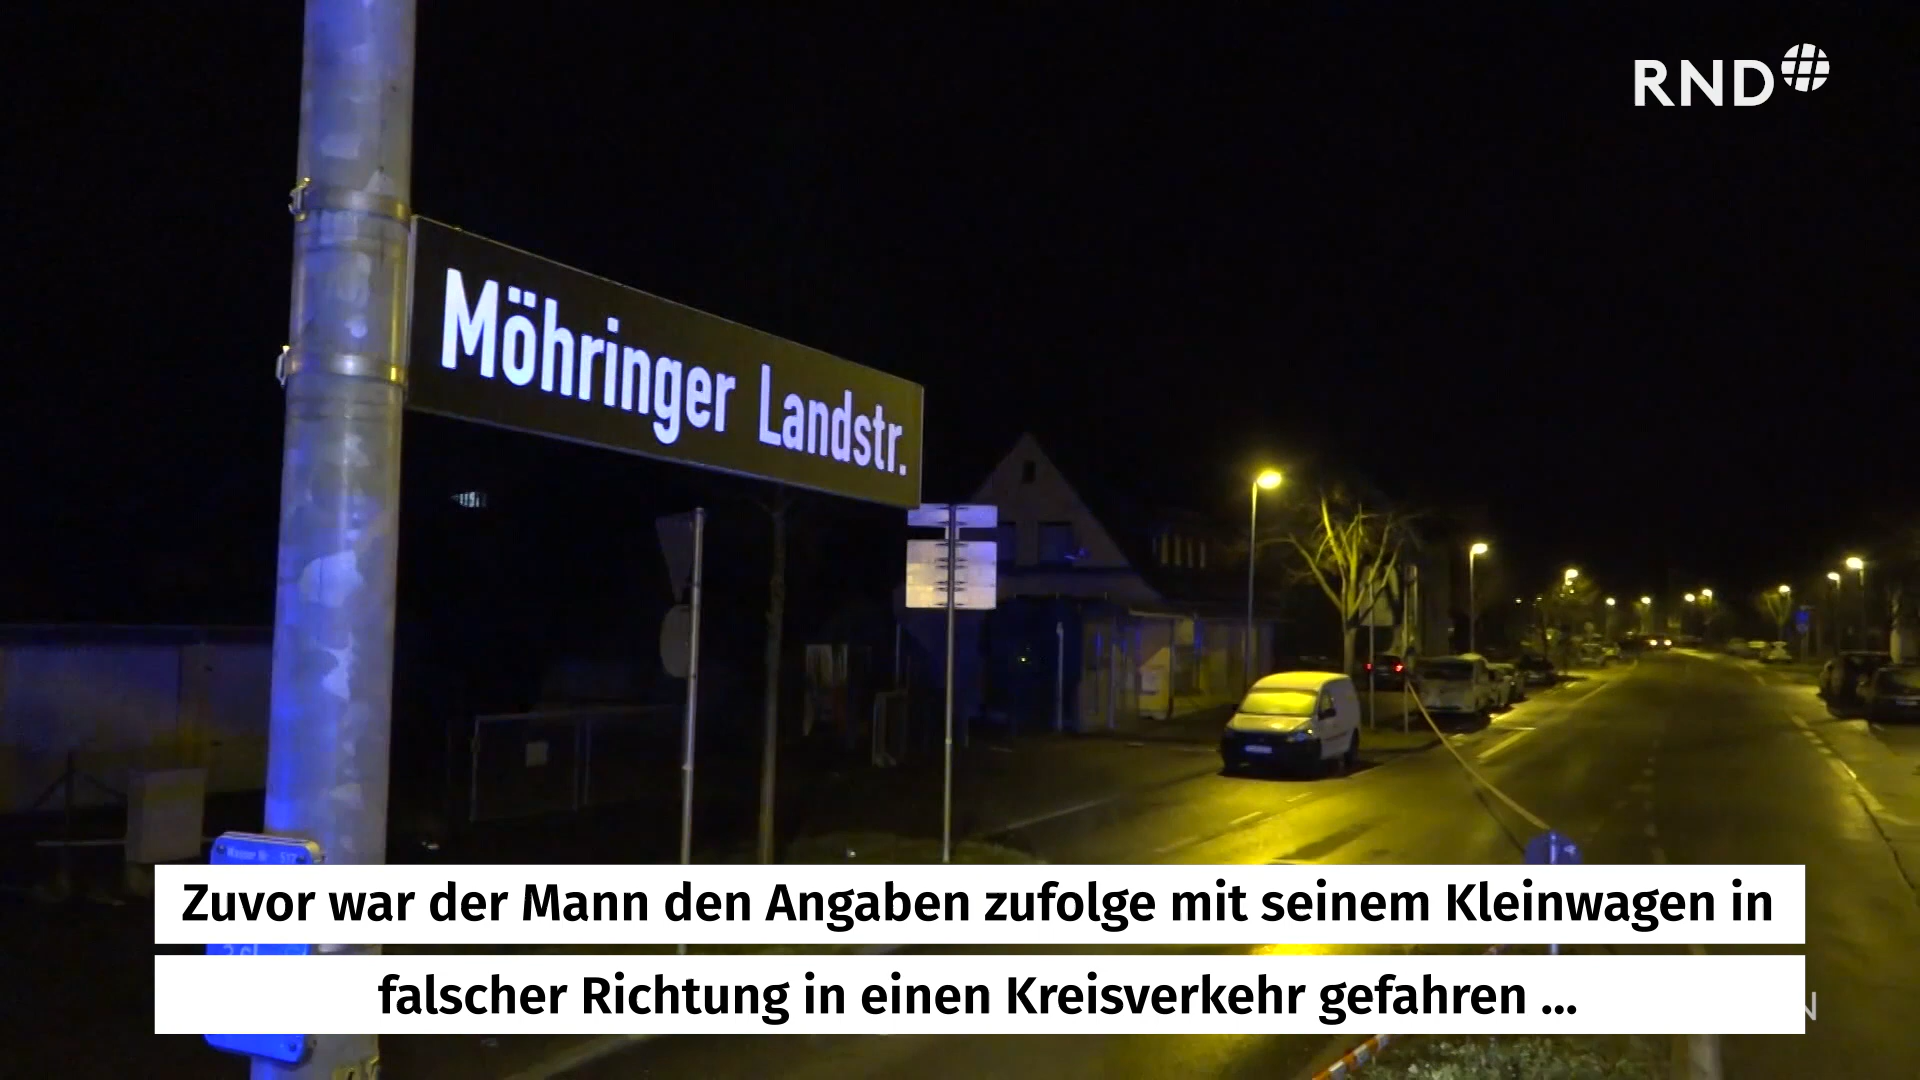 RND
Möhringer Landstr.
Zuvor war der Mann den Angaben zufolge mit seinem Kleinwagen in
falscher Richtung in einen Kreisverkehr gefahren ...